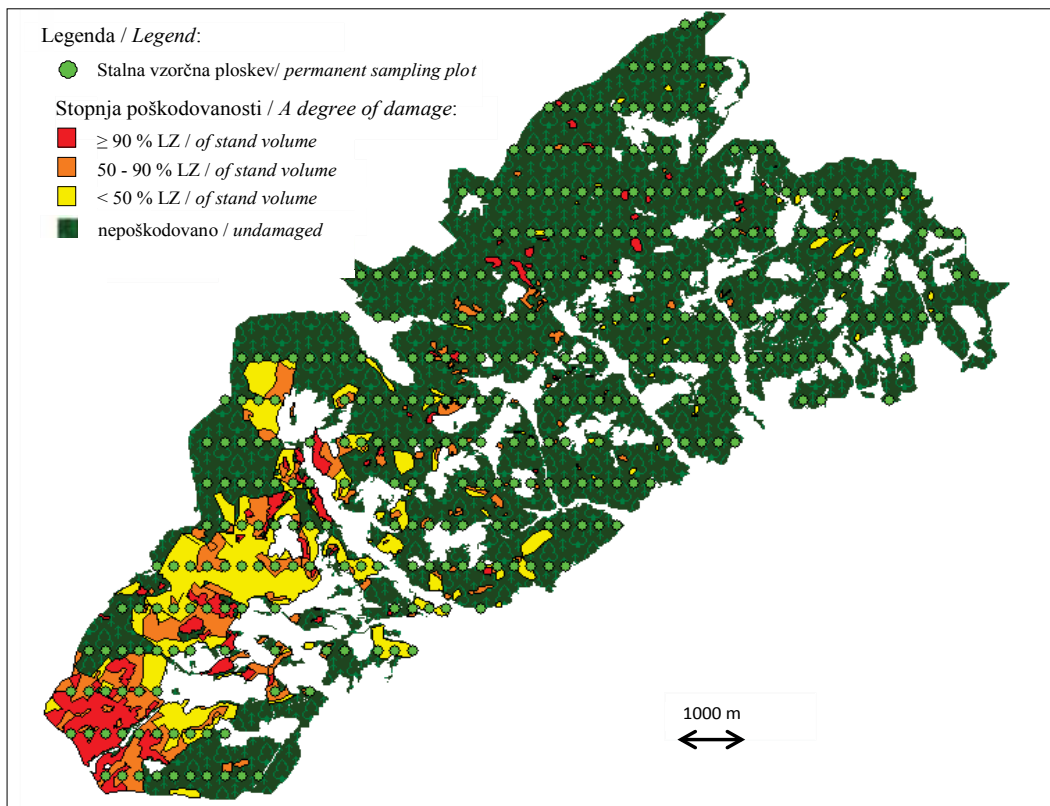 Legenda / Legend:
Stalna vzorčna ploskev/ permanent sampling plot
Stopnja poškodovanosti / A degree of damage:
≥ 90 % LZ / of stand volume
50 - 90 % LZ / of stand volume
< 50 % LZ / of stand volume
nepoškodovano / undamaged
1000 m